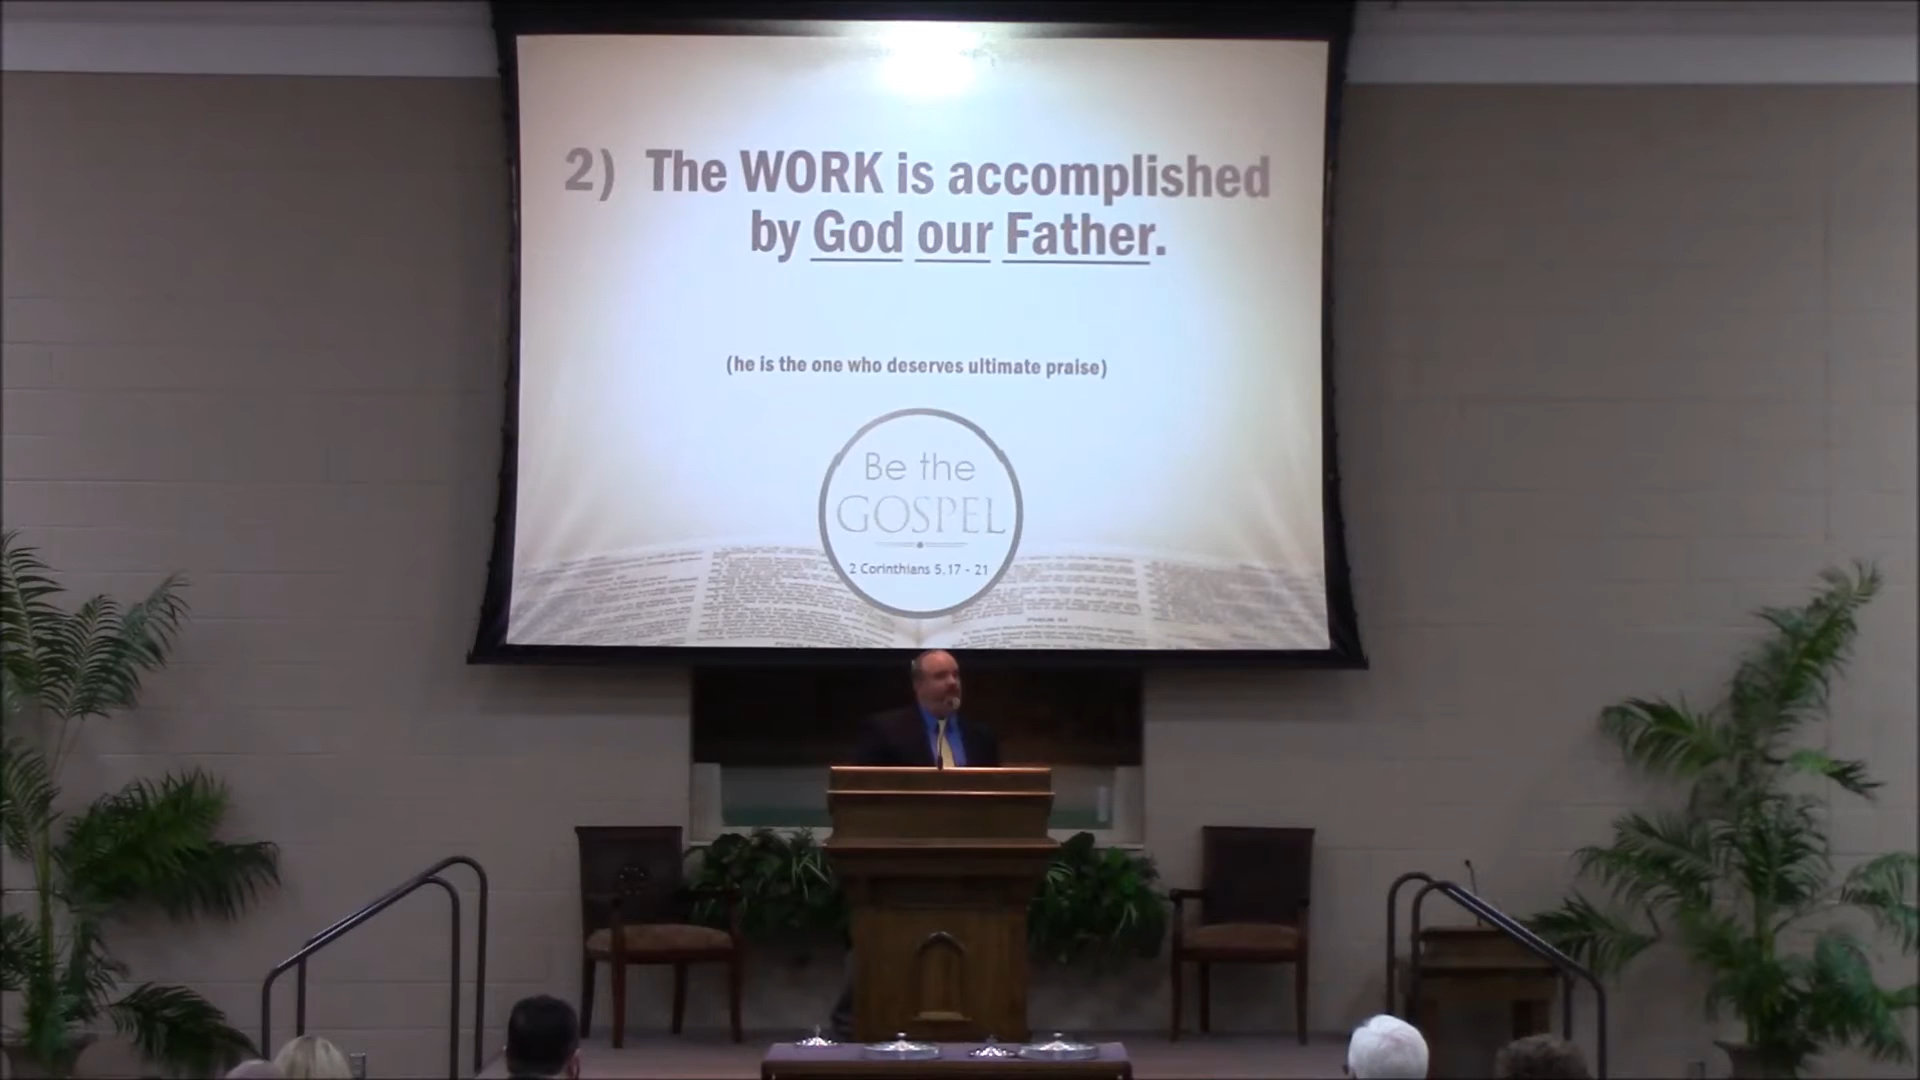 2) The WORK is accomplished
by God our Father.
(he is the one who deserves ultimate praise)
Be the
GOSPEL
2 Corinthians 5.17 - 21